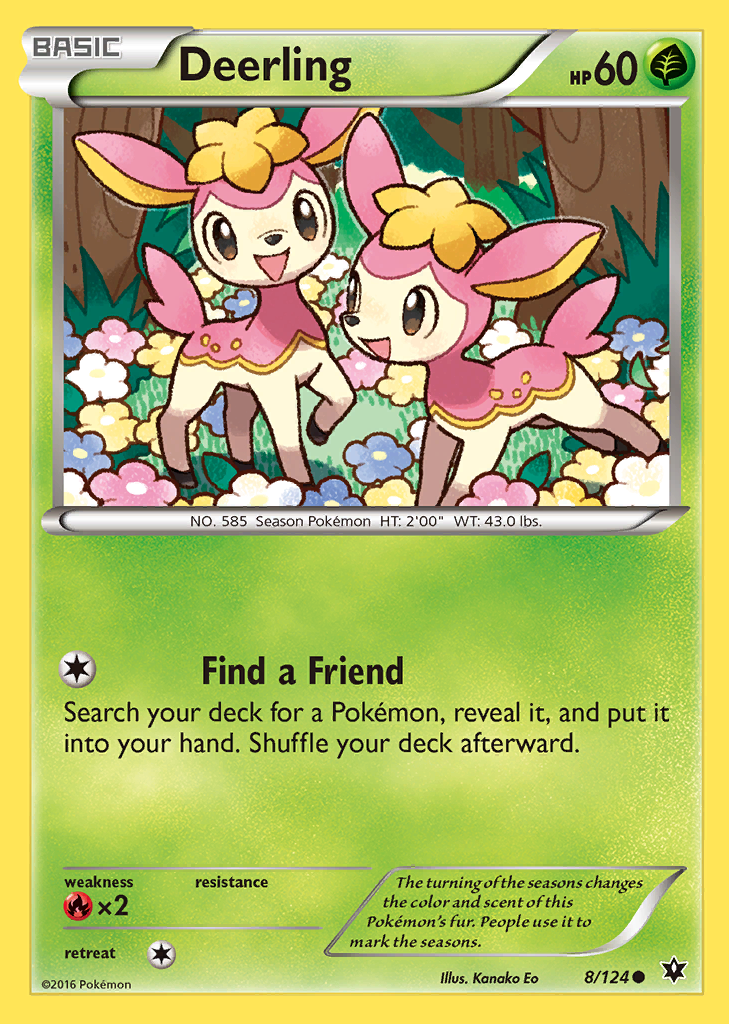 BASIC
Deerling
HP 60
NO. 585 Season Pokémon HT: 2'00" WT: 43.0 lbs.
Find a Friend
Search your deck for a Pokémon, reveal it, and put it
into your hand. Shuffle your deck afterward.
weakness
×2
resistance
retreat
The turning of the seasons changes
the color and scent of this
Pokémon's fur. People use it to
mark the seasons.
©2016 Pokémon
Illus. Kanako Eo
8/124